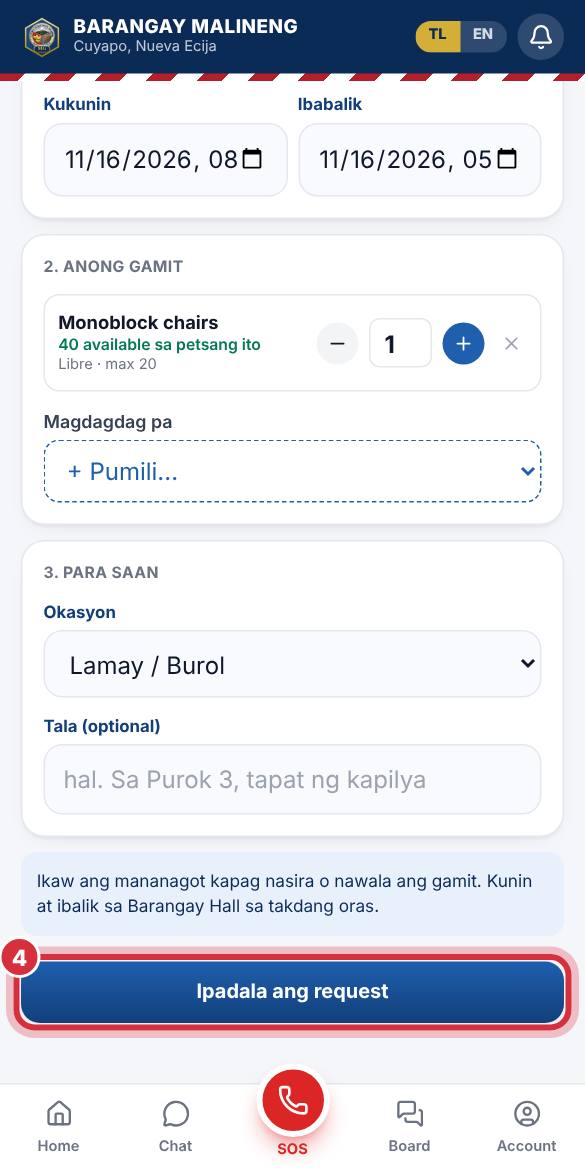 BARANGAY MALINENG
Cuyapo, Nueva Ecija
TL EN
Kukunin Ibabalik
11/16/2026, 08 11/16/2026, 05
2. ANONG GAMIT
Monoblock chairs
40 available sa petsang ito
Libre · max 20
− 1 + ×
Magdagdag pa
+ Pumili...
3. PARA SAAN
Okasyon
Lamay / Burol
Tala (optional)
hal. Sa Purok 3, tapat ng kapilya
Ikaw ang mananagot kapag nasira o nawala ang gamit. Kunin
at ibalik sa Barangay Hall sa takdang oras.
4
Ipadala ang request
Home Chat SOS Board Account